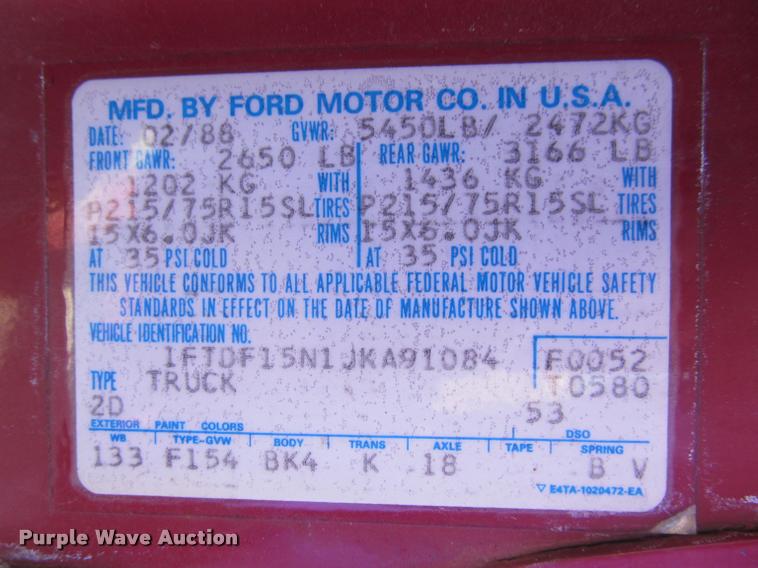 MFD. BY FORD MOTOR CO. IN U.S.A.
DATE: 02/88 GVWR: 5450LB/ 2472KG
FRONT GAWR: 2650 LB REAR GAWR: 3166 LB
1202 KG WITH 1436 KG WITH
P215/75R15SL TIRES P215/75R15SL TIRES
15X6.0JK RIMS 15X6.0JK RIMS
AT 35 PSI COLD AT 35 PSI COLD
THIS VEHICLE CONFORMS TO ALL APPLICABLE FEDERAL MOTOR VEHICLE SAFETY
STANDARDS IN EFFECT ON THE DATE OF MANUFACTURE SHOWN ABOVE.
VEHICLE IDENTIFICATION NO.
1FTDF15N1JKA91084 F0052
TYPE TRUCK T0580
2D 53
EXTERIOR PAINT COLORS DSO
WB TYPE-GVW BODY TRANS AXLE TAPE SPRING
133 F154 BK4 K 18 B V
▽ E4TA-1020472-EA
Purple Wave Auction